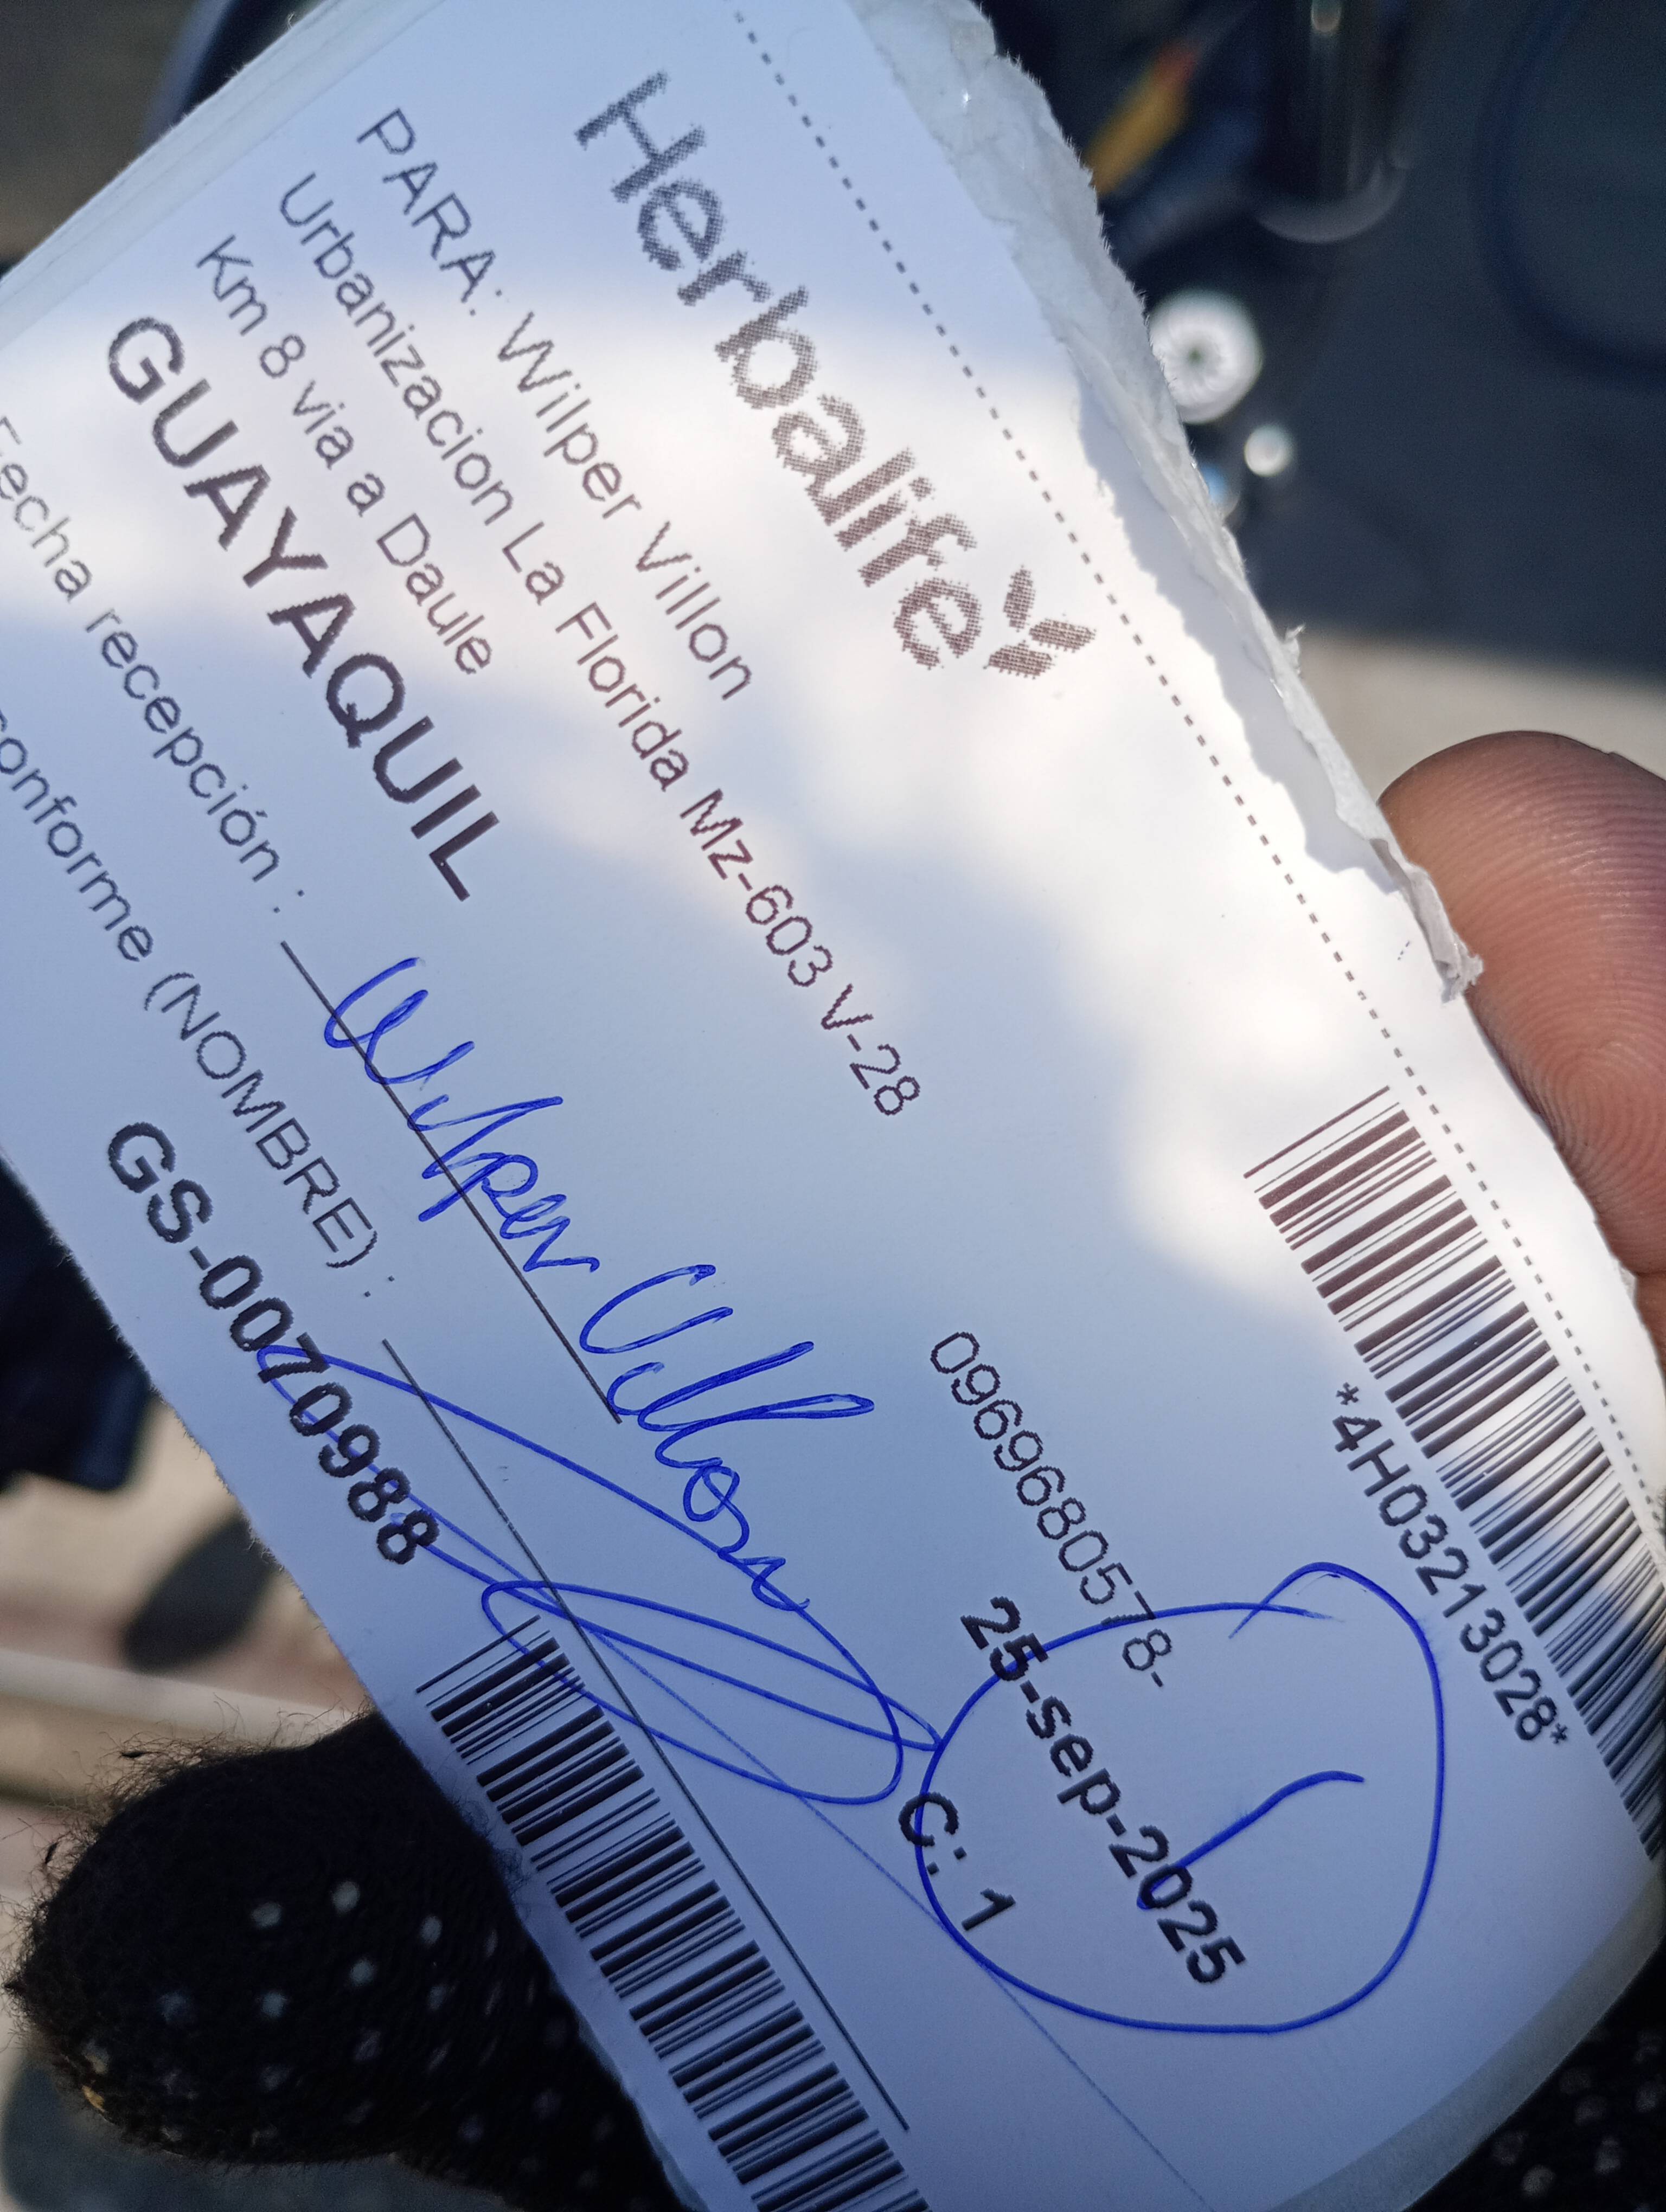 *4H03213028*
Herbalife
PARA: Wilper Villon
Urbanizacion La Florida Mz-603 V-28
0969680578-
Km 8 via a Daule
25-sep-2025
GUAYAQUIL
C: 1
Fecha recepción :
Wilper Villon
conforme (NOMBRE) :
GS-0070988